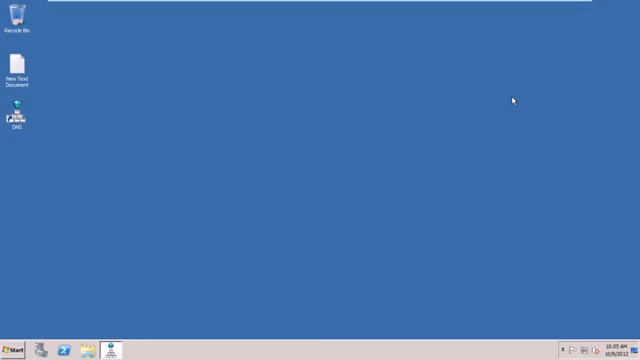 Recycle Bin
New Text
Document
DNS
Start
10:55 AM
10/9/2012